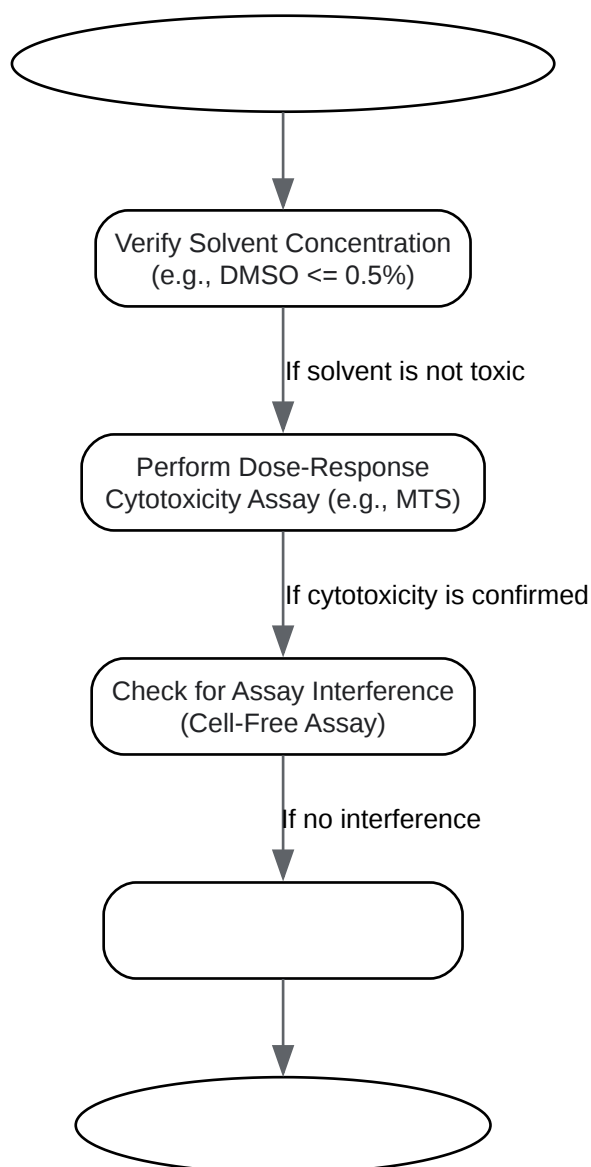 Verify Solvent Concentration
(e.g., DMSO <= 0.5%)
If solvent is not toxic
Perform Dose-Response
Cytotoxicity Assay (e.g., MTS)
If cytotoxicity is confirmed
Check for Assay Interference
(Cell-Free Assay)
If no interference